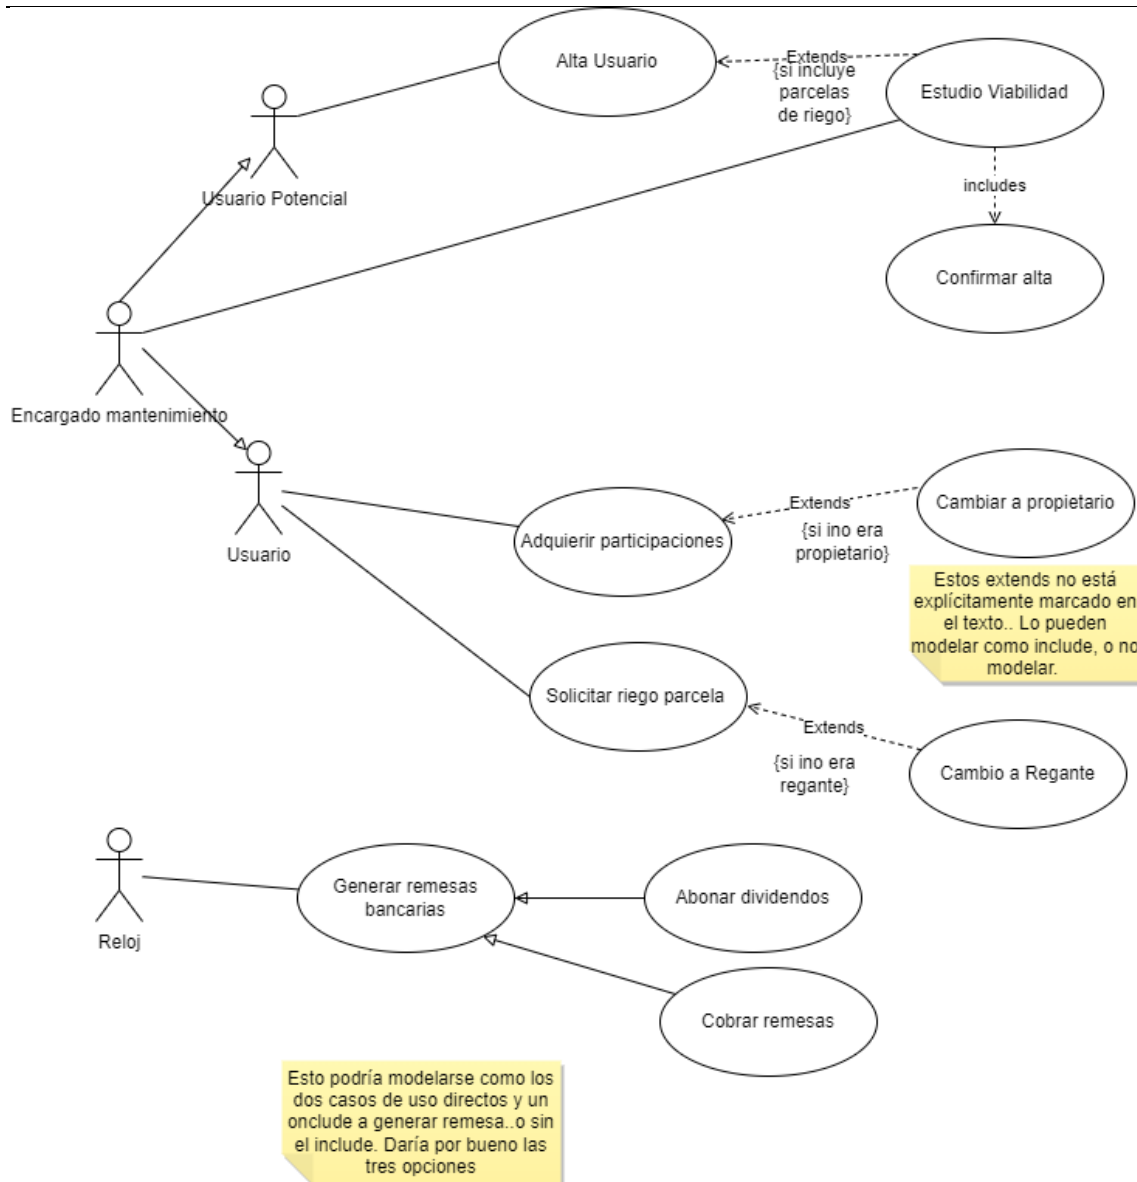 Alta Usuario
Extends
{si incluye
parcelas
de riego}
Estudio Viabilidad
Usuario Potencial
includes
Confirmar alta
Encargado mantenimiento
Usuario
Adquierir participaciones
Extends
{si ino era
propietario}
Cambiar a propietario
Estos extends no está
explícitamente marcado en
el texto.. Lo pueden
modelar como include, o no
modelar.
Solicitar riego parcela
Extends
{si ino era
regante}
Cambio a Regante
Reloj
Generar remesas
bancarias
Abonar dividendos
Cobrar remesas
Esto podría modelarse como los
dos casos de uso directos y un
onclude a generar remesa..o sin
el include. Daría por bueno las
tres opciones